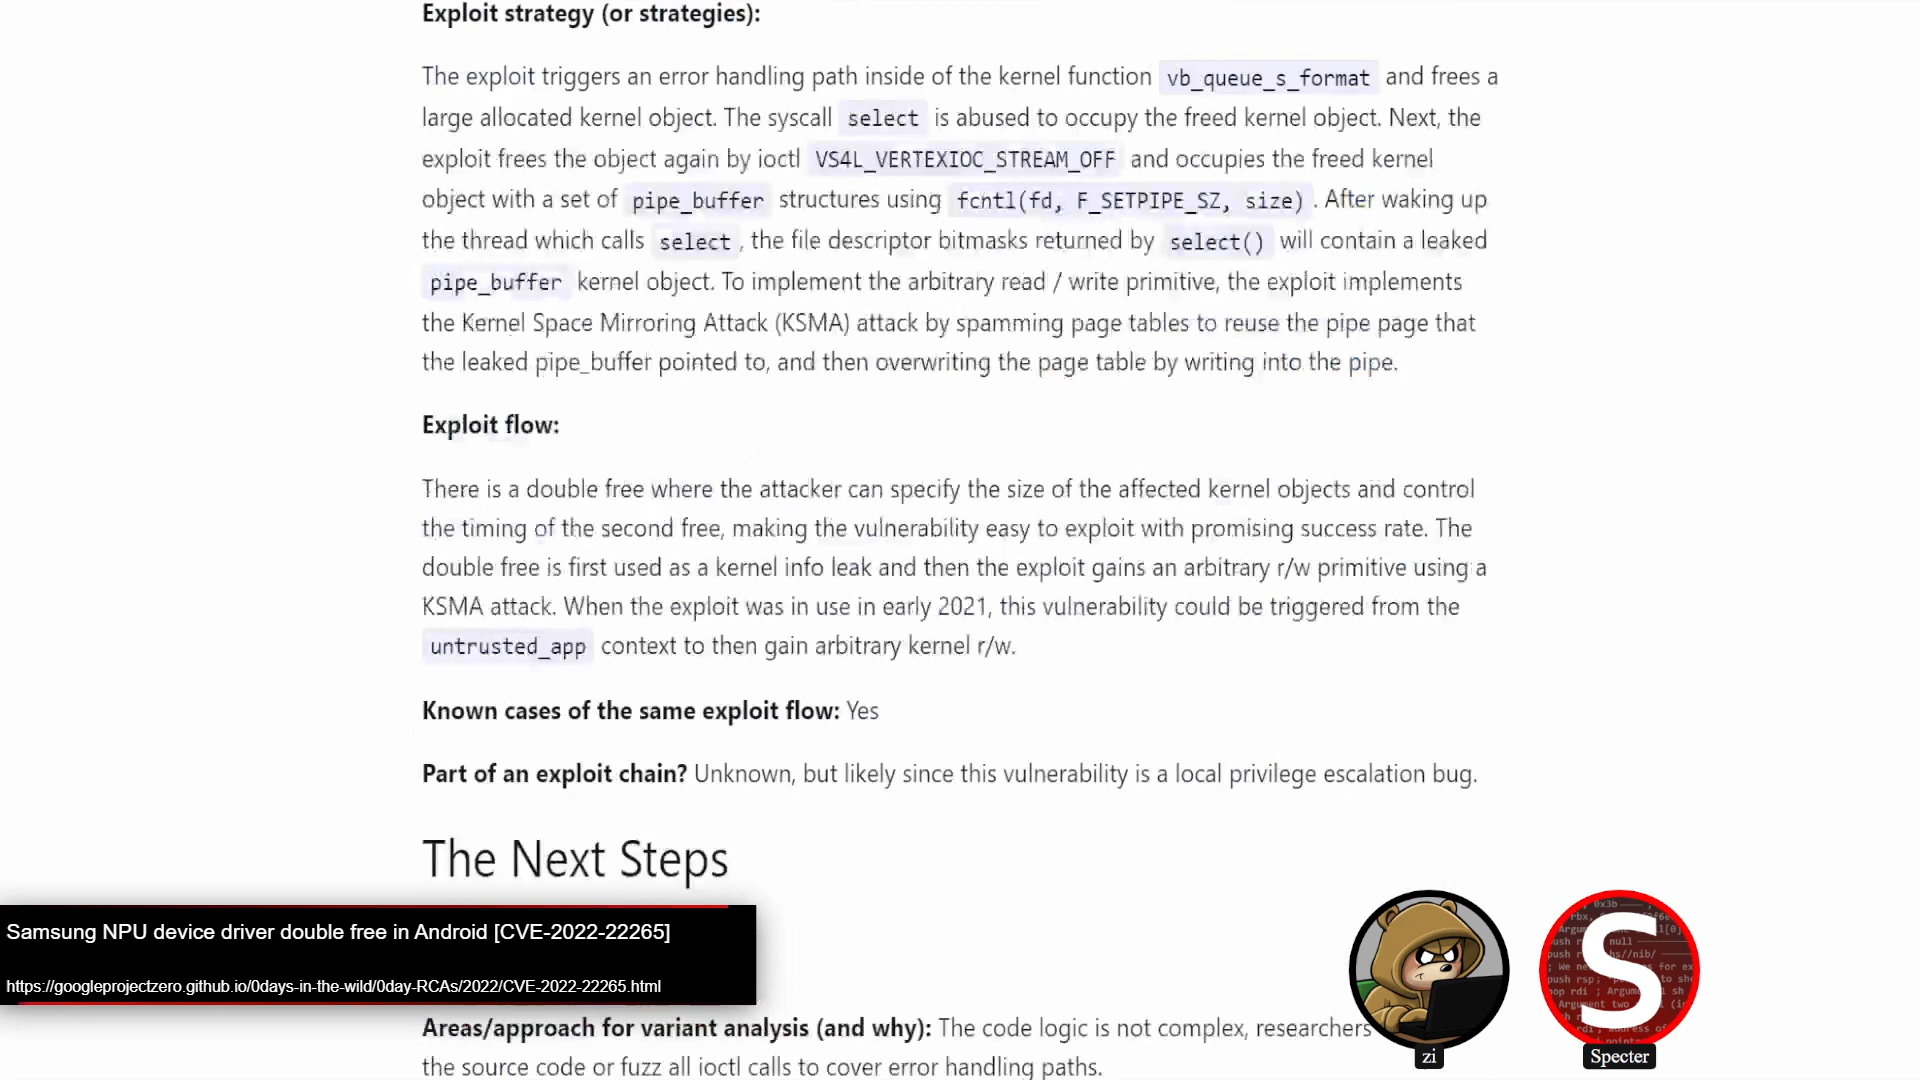 Exploit strategy (or strategies):
The exploit triggers an error handling path inside of the kernel function vb_queue_s_format and frees a
large allocated kernel object. The syscall select is abused to occupy the freed kernel object. Next, the
exploit frees the object again by ioctl VS4L_VERTEXIOC_STREAM_OFF and occupies the freed kernel
object with a set of pipe_buffer structures using fcntl(fd, F_SETPIPE_SZ, size) . After waking up
the thread which calls select , the file descriptor bitmasks returned by select() will contain a leaked
pipe_buffer kernel object. To implement the arbitrary read / write primitive, the exploit implements
the Kernel Space Mirroring Attack (KSMA) attack by spamming page tables to reuse the pipe page that
the leaked pipe_buffer pointed to, and then overwriting the page table by writing into the pipe.
Exploit flow:
There is a double free where the attacker can specify the size of the affected kernel objects and control
the timing of the second free, making the vulnerability easy to exploit with promising success rate. The
double free is first used as a kernel info leak and then the exploit gains an arbitrary r/w primitive using a
KSMA attack. When the exploit was in use in early 2021, this vulnerability could be triggered from the
untrusted_app context to then gain arbitrary kernel r/w.
Known cases of the same exploit flow: Yes
Part of an exploit chain? Unknown, but likely since this vulnerability is a local privilege escalation bug.
The Next Steps
Samsung NPU device driver double free in Android [CVE-2022-22265]
https://googleprojectzero.github.io/0days-in-the-wild/0day-RCAs/2022/CVE-2022-22265.html
Areas/approach for variant analysis (and why): The code logic is not complex, researchers
the source code or fuzz all ioctl calls to cover error handling paths.
S
zi
Specter